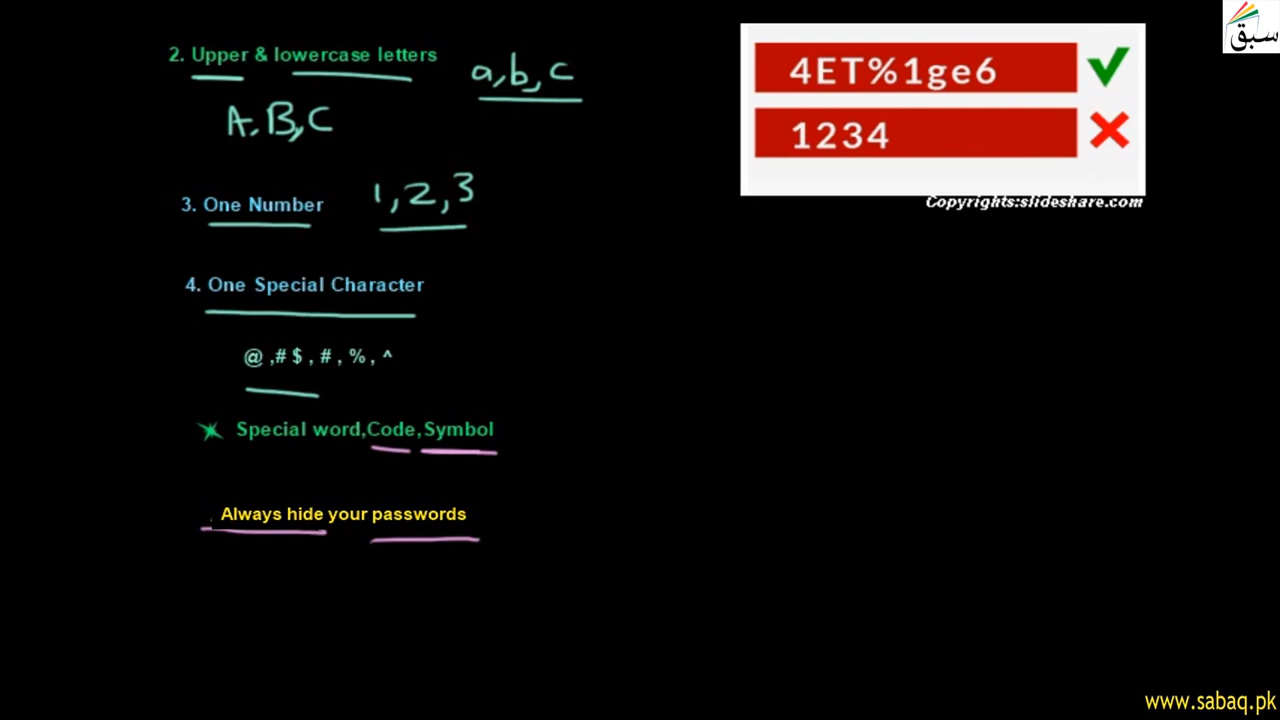 2. Upper & lowercase letters
a, b, c
A, B, C
3. One Number
1, 2, 3
4. One Special Character
@ ,# $ , # , % , ^
Special word,Code,Symbol
Always hide your passwords
4ET%1ge6
1234
Copyrights:slideshare.com
سبق
www.sabaq.pk